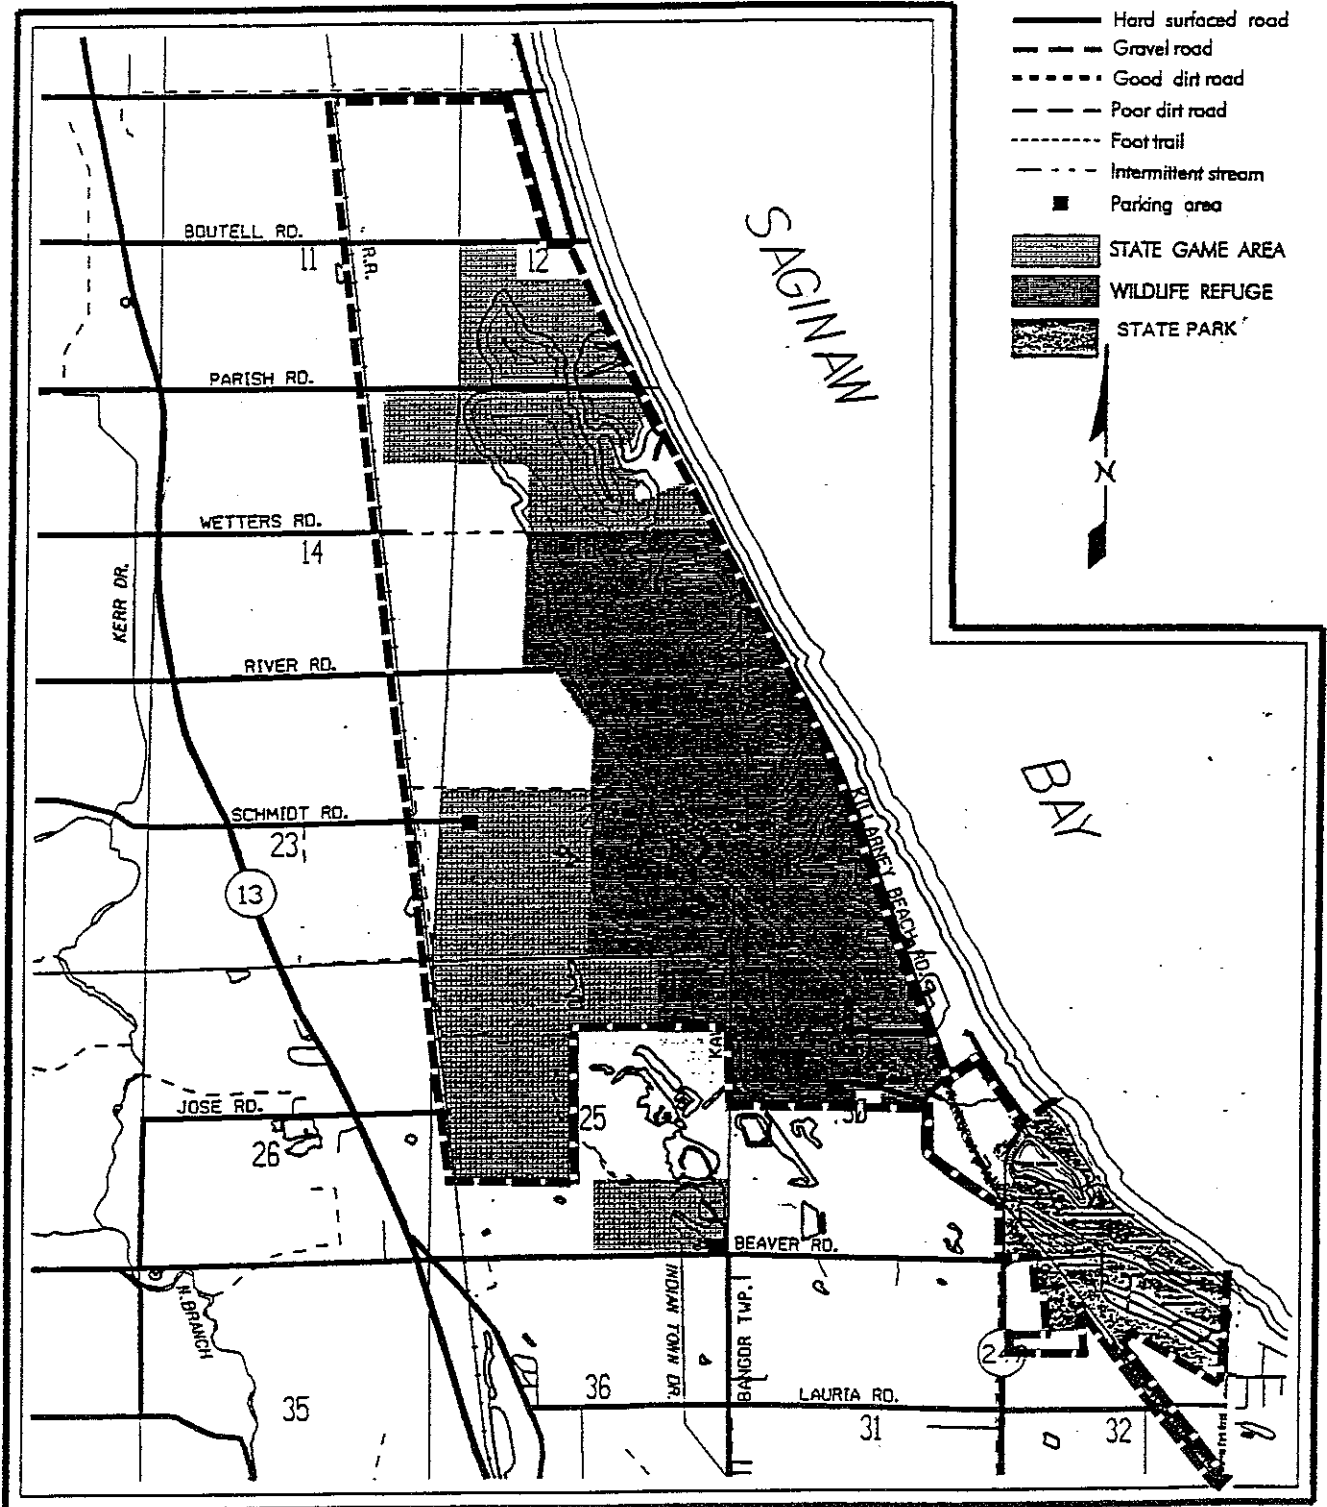 Hard surfaced road
Gravel road
Good dirt road
Poor dirt road
Foot trail
Intermittent stream
Parking area
STATE GAME AREA
WILDLIFE REFUGE
STATE PARK
SAGINAW
BAY
BOUTELL RD.
11
12
R.R.
PARISH RD.
WETTERS RD.
14
KERR DR.
RIVER RD.
SCHMIDT RD.
23
13
KILLARNEY BEACH RD.
KA
JOSE RD.
26
25
30
BEAVER RD.
N. BRANCH
INDIAN TOWN DR.
BANGOR TWP.
35
36
LAURIA RD.
31
32